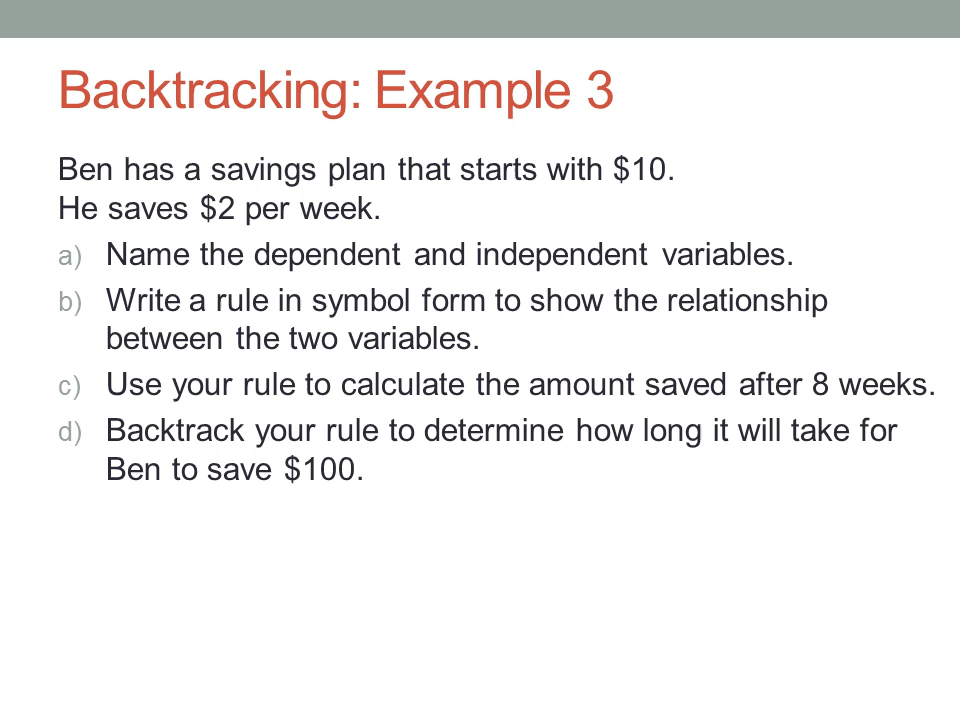 Backtracking: Example 3
Ben has a savings plan that starts with $10.
He saves $2 per week.
a) Name the dependent and independent variables.
b) Write a rule in symbol form to show the relationship
between the two variables.
c) Use your rule to calculate the amount saved after 8 weeks.
d) Backtrack your rule to determine how long it will take for
Ben to save $100.